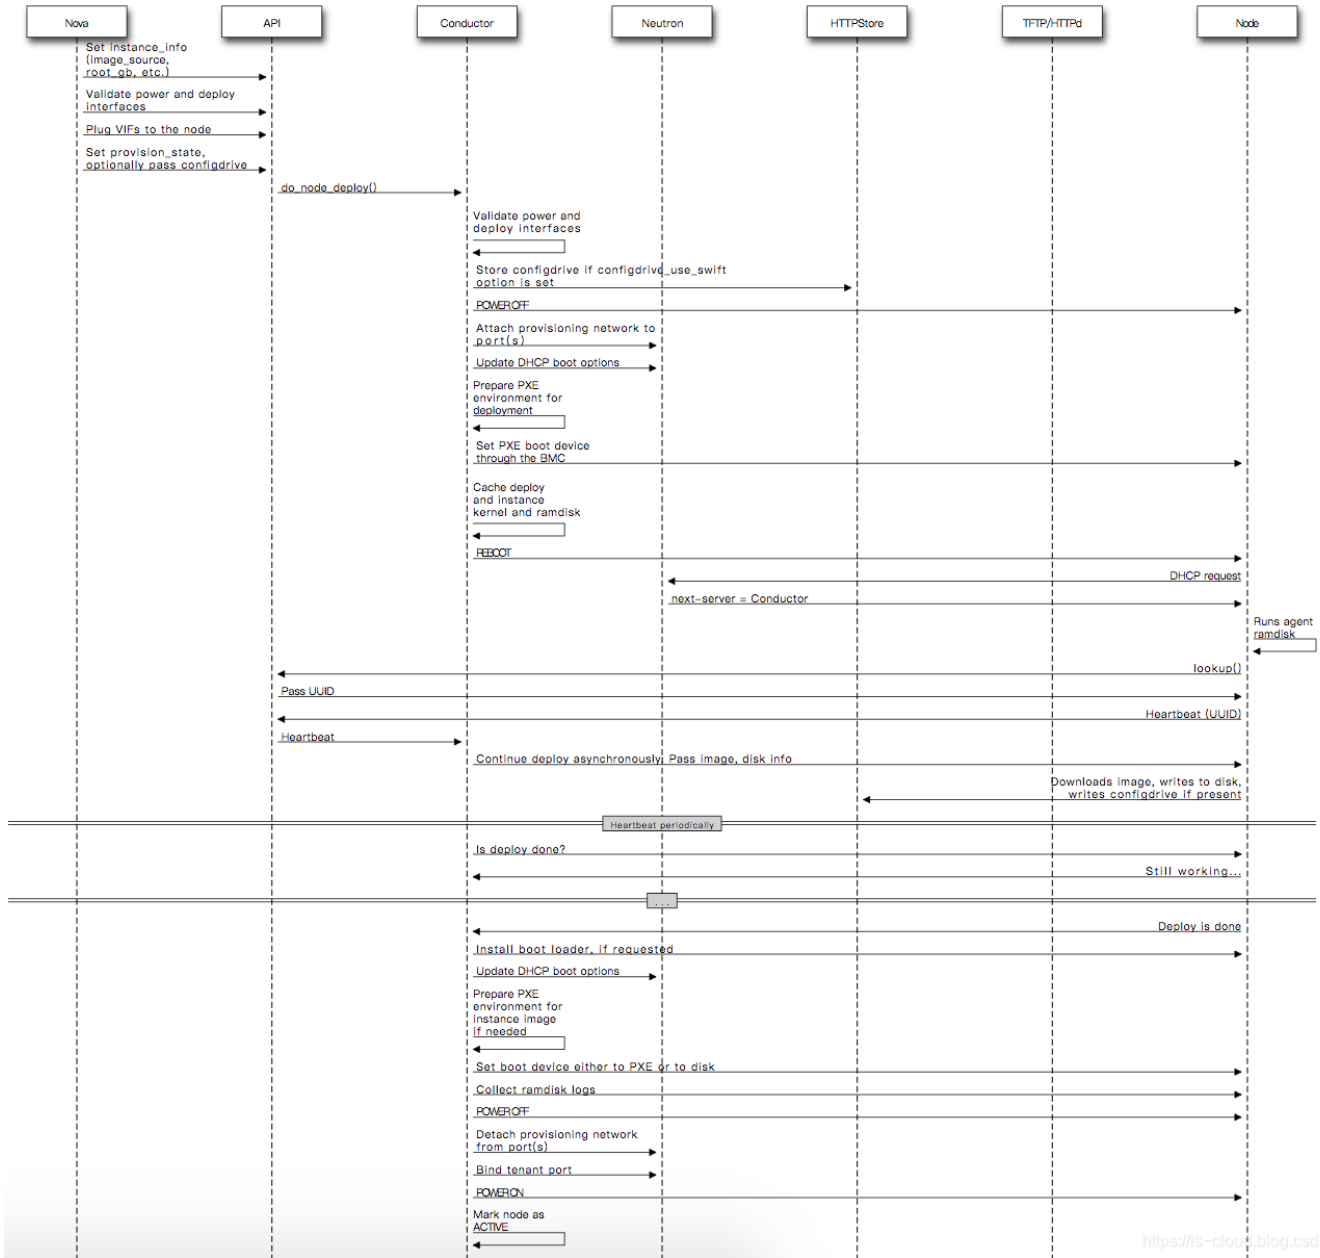 Nova
API
Conductor
Neutron
HTTPStore
TFTP/HTTPd
Node
Set instance_info
(image_source,
root_gb, etc.)
Validate power and deploy
interfaces
Plug VIFs to the node
Set provision_state,
optionally pass configdrive
do_node_deploy()
Validate power and
deploy interfaces
Store configdrive if configdrive_use_swift
option is set
POWER OFF
Attach provisioning network to
port(s)
Update DHCP boot options
Prepare PXE
environment for
deployment
Set PXE boot device
through the BMC
Cache deploy
and instance
kernel and ramdisk
REBOOT
DHCP request
next-server = Conductor
Runs agent
ramdisk
lookup()
Pass UUID
Heartbeat (UUID)
Heartbeat
Continue deploy asynchronously: Pass image, disk info
Downloads image, writes to disk,
writes configdrive if present
Heartbeat periodically
Is deploy done?
Still working...
...
Deploy is done
Install boot loader, if requested
Update DHCP boot options
Prepare PXE
environment for
instance image
if needed
Set boot device either to PXE or to disk
Collect ramdisk logs
POWER OFF
Detach provisioning network
from port(s)
Bind tenant port
POWER ON
Mark node as
ACTIVE
https://is-cloud.blog.csd